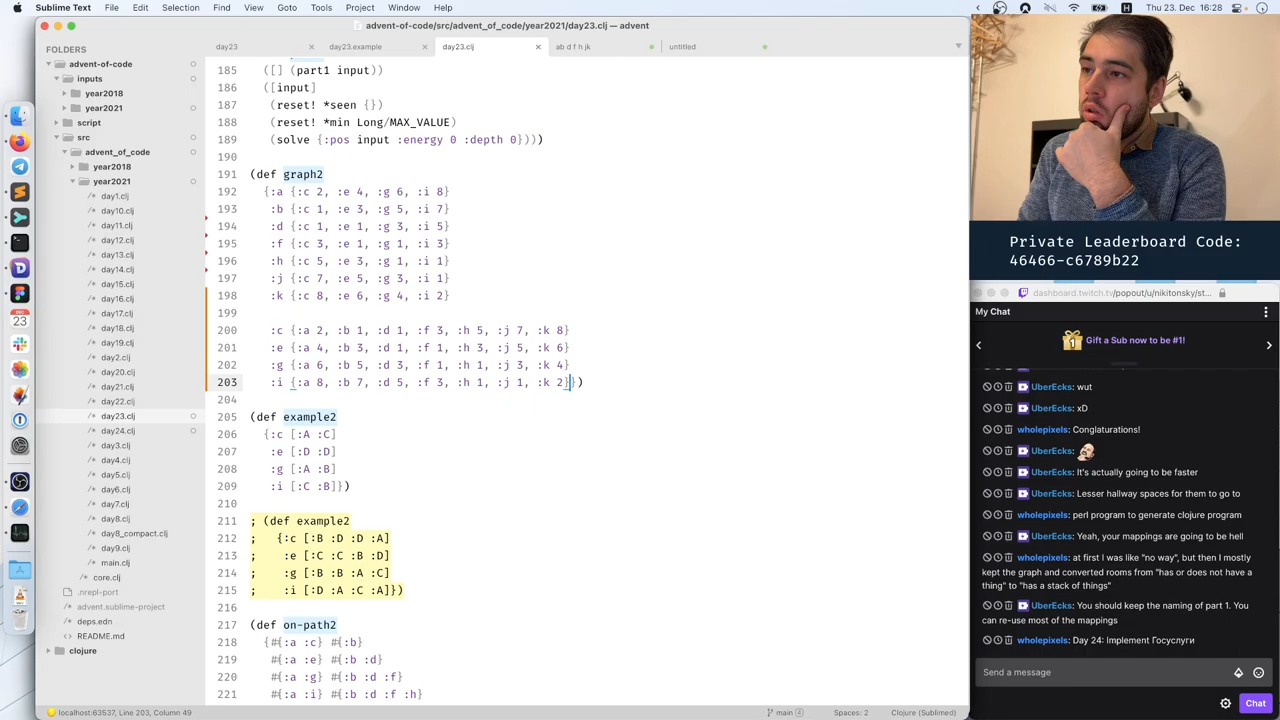 Sublime Text File Edit Selection Find View Goto Tools Project Window Help
Thu 23. Dec 16:28
advent-of-code/src/advent_of_code/year2021/day23.clj — advent
FOLDERS
advent-of-code
inputs
year2018
year2021
script
src
advent_of_code
year2018
year2021
day1.clj
day10.clj
day11.clj
day12.clj
day13.clj
day14.clj
day15.clj
day16.clj
day17.clj
day18.clj
day19.clj
day2.clj
day20.clj
day21.clj
day22.clj
day23.clj
day24.clj
day3.clj
day4.clj
day5.clj
day6.clj
day7.clj
day8.clj
day8_compact.clj
day9.clj
main.clj
core.clj
.nrepl-port
advent.sublime-project
deps.edn
README.md
clojure
DEC
23
day23
day23.example
day23.clj
ab d f h jk
untitled
185 ([] (part1 input))
186 ([input]
187 (reset! *seen {})
188 (reset! *min Long/MAX_VALUE)
189 (solve {:pos input :energy 0 :depth 0})))
190
191 (def graph2
192 {:a {:c 2, :e 4, :g 6, :i 8}
193 :b {:c 1, :e 3, :g 5, :i 7}
194 :d {:c 1, :e 1, :g 3, :i 5}
195 :f {:c 3, :e 1, :g 1, :i 3}
196 :h {:c 5, :e 3, :g 1, :i 1}
197 :j {:c 7, :e 5, :g 3, :i 1}
198 :k {:c 8, :e 6, :g 4, :i 2}
199
200 :c {:a 2, :b 1, :d 1, :f 3, :h 5, :j 7, :k 8}
201 :e {:a 4, :b 3, :d 1, :f 1, :h 3, :j 5, :k 6}
202 :g {:a 6, :b 5, :d 3, :f 1, :h 1, :j 3, :k 4}
203 :i {:a 8, :b 7, :d 5, :f 3, :h 1, :j 1, :k 2}})
204
205 (def example2
206 {:c [:A :C]
207 :e [:D :D]
208 :g [:A :B]
209 :i [:C :B]})
210
211 ; (def example2
212 ; {:c [:B :D :D :A]
213 ; :e [:C :C :B :D]
214 ; :g [:B :B :A :C]
215 ; :i [:D :A :C :A]})
216
217 (def on-path2
218 {#{:a :c} #{:b}
219 #{:a :e} #{:b :d}
220 #{:a :g} #{:b :d :f}
221 #{:a :i} #{:b :d :f :h}
localhost:63537, Line 203, Column 49
main 4
Spaces: 2
Clojure (Sublimed)
Private Leaderboard Code:
46466-c6789b22
dashboard.twitch.tv/popout/u/nikitonsky/st...
My Chat
Gift a Sub now to be #1!
UberEcks: wut
UberEcks: xD
wholepixels: Conglaturations!
UberEcks:
UberEcks: It's actually going to be faster
UberEcks: Lesser hallway spaces for them to go to
wholepixels: perl program to generate clojure program
UberEcks: Yeah, your mappings are going to be hell
wholepixels: at first I was like "no way", but then I mostly
kept the graph and converted rooms from "has or does not have a
thing" to "has a stack of things"
UberEcks: You should keep the naming of part 1. You
can re-use most of the mappings
wholepixels: Day 24: Implement Госуслуги
Send a message
Chat